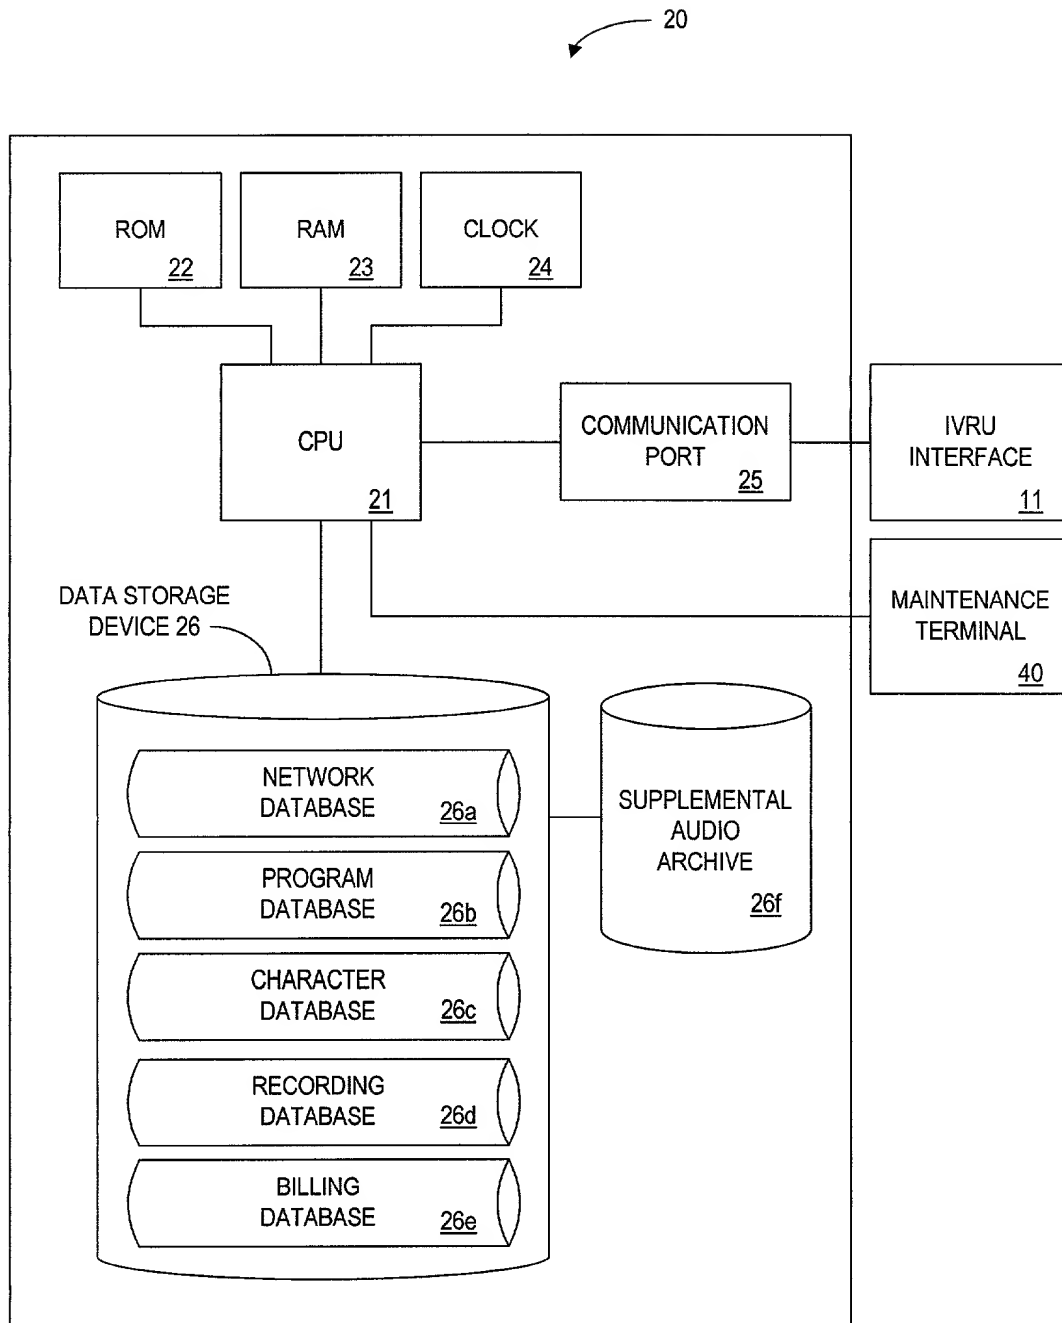 20
ROM
22
RAM
23
CLOCK
24
CPU
21
COMMUNICATION
PORT
25
IVRU
INTERFACE
11
MAINTENANCE
TERMINAL
40
DATA STORAGE
DEVICE 26
NETWORK
DATABASE
26a
PROGRAM
DATABASE
26b
CHARACTER
DATABASE
26c
RECORDING
DATABASE
26d
BILLING
DATABASE
26e
SUPPLEMENTAL
AUDIO
ARCHIVE
26f